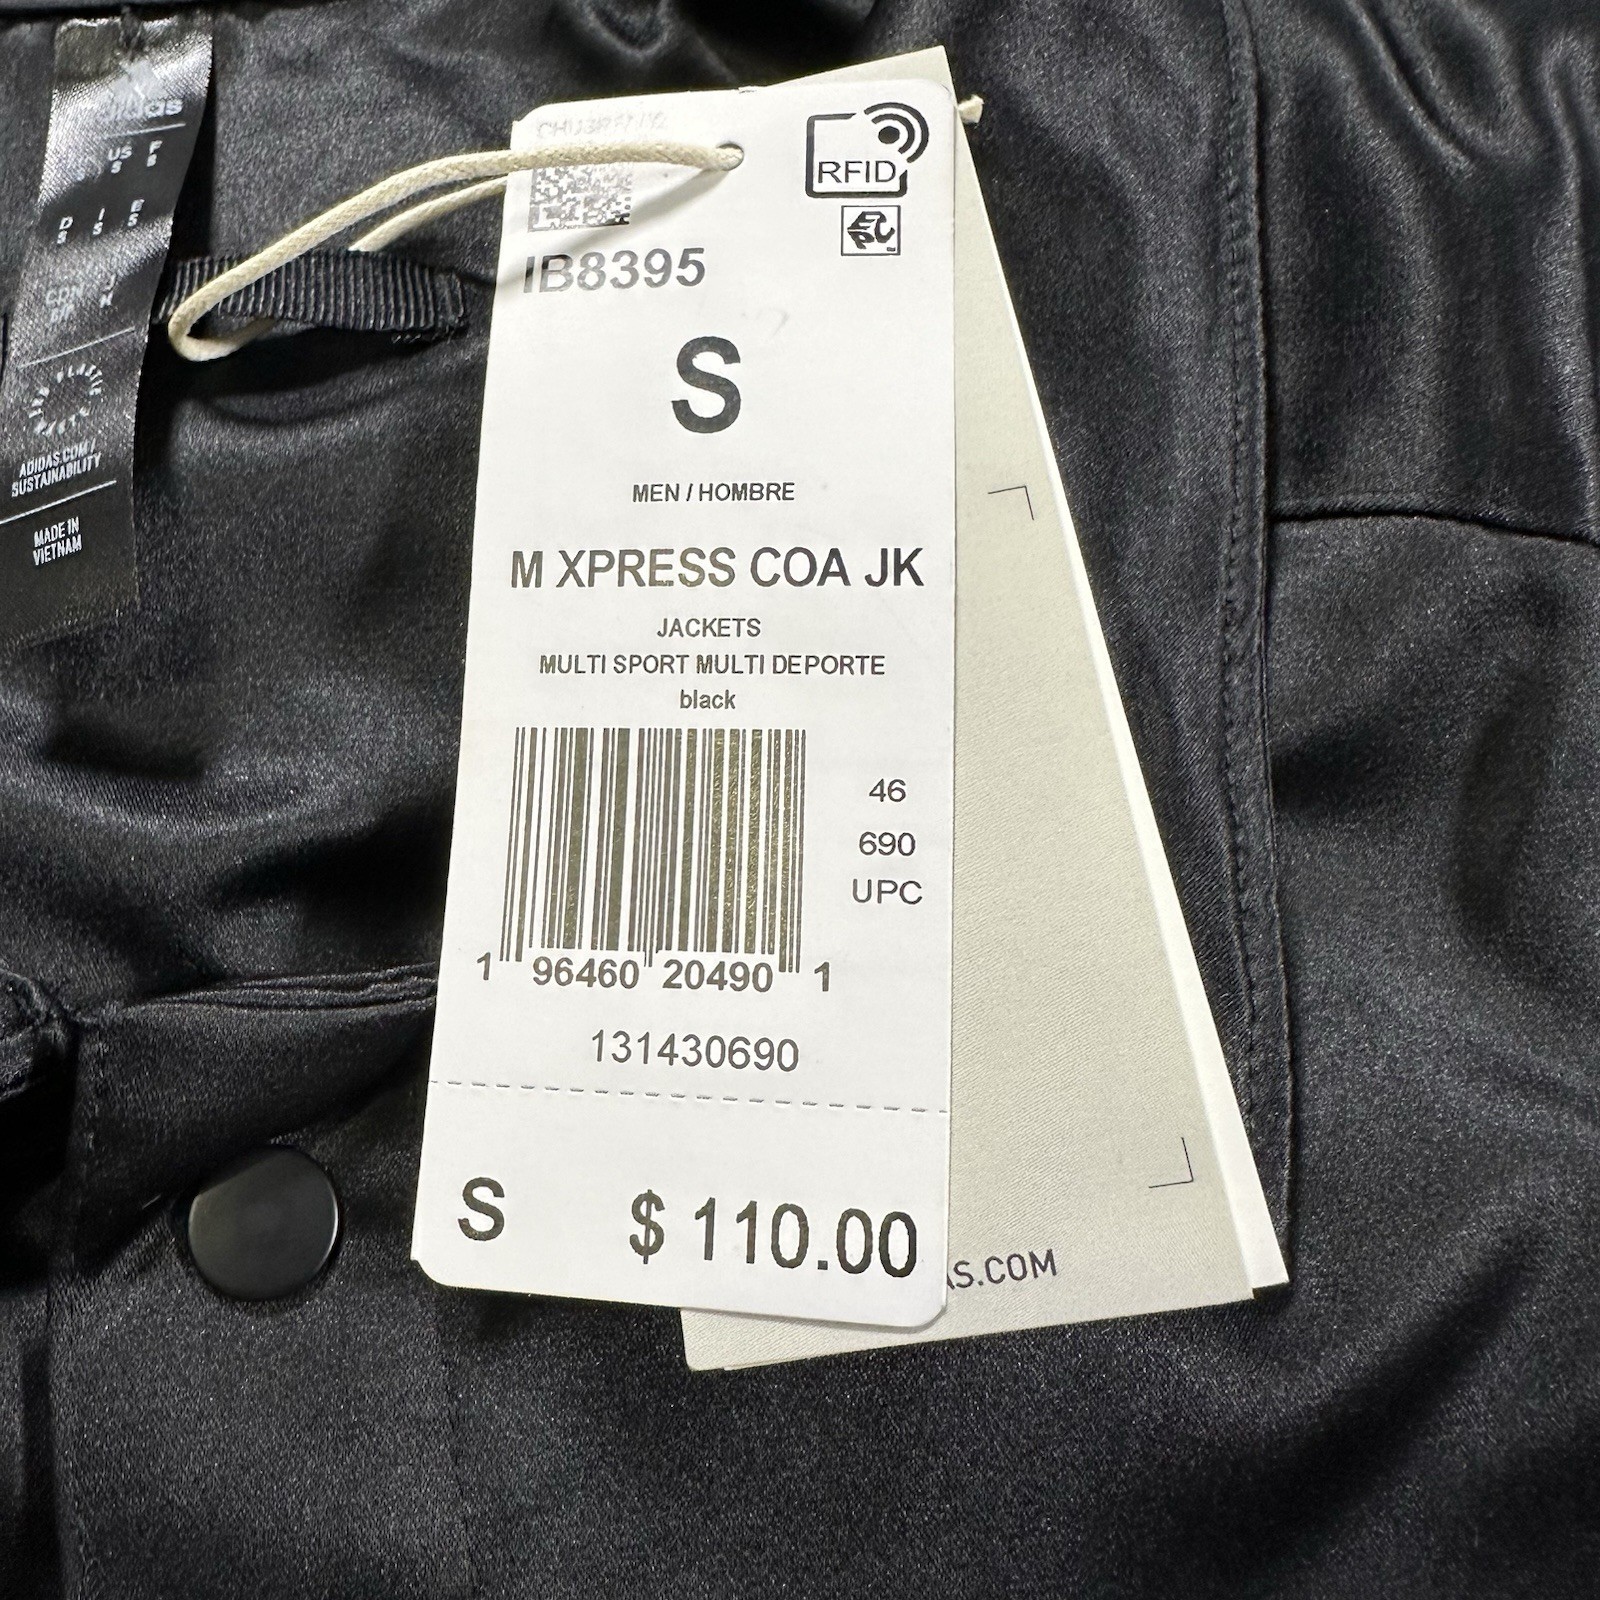 adidas
US F
S S
D I E
S S S
ADIDAS.COM/
SUSTAINABILITY
MADE IN
VIETNAM
RFID
IB8395
S
MEN / HOMBRE
M XPRESS COA JK
JACKETS
MULTI SPORT MULTI DEPORTE
black
46
690
UPC
1 96460 20490 1
131430690
S $ 110.00
AS.COM